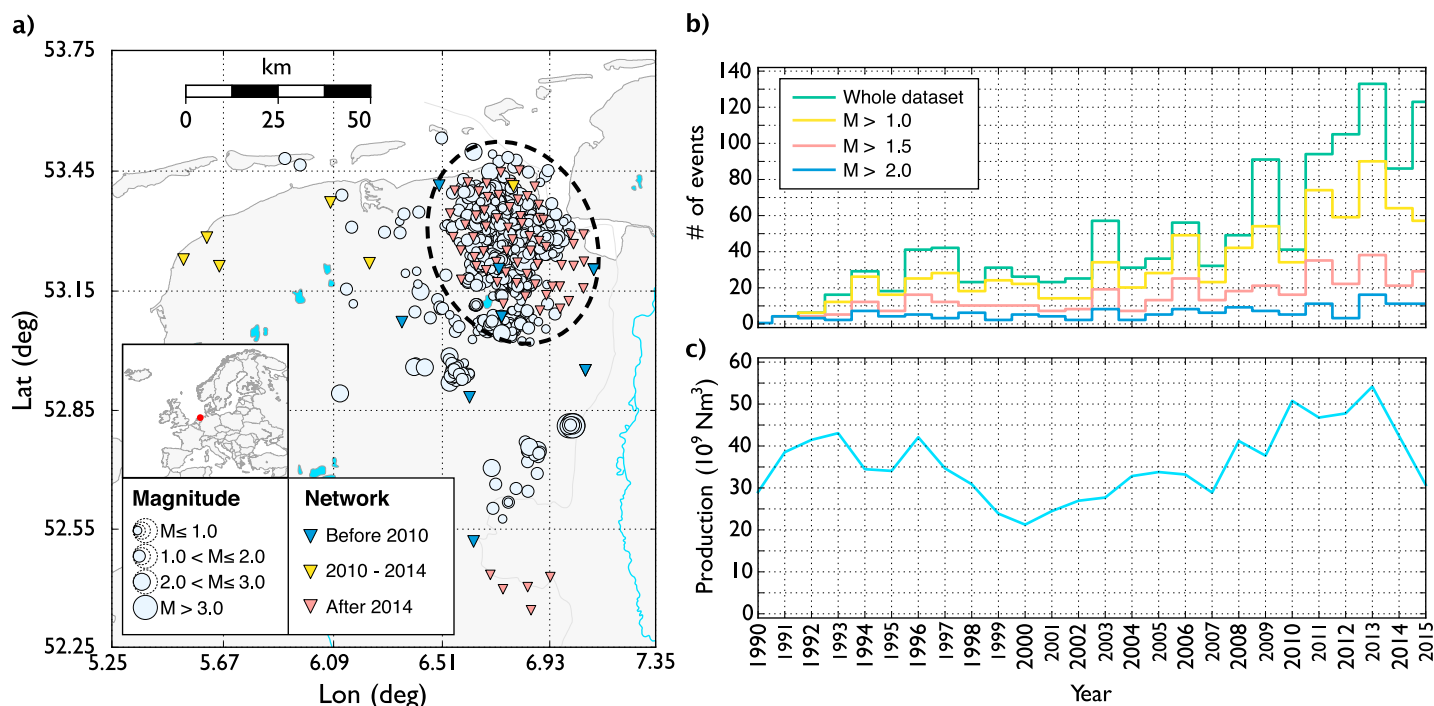 a)
53.75
53.45
53.15
52.85
52.55
52.25
Lat (deg)
km
0 25 50
Magnitude
M≤ 1.0
1.0 < M≤ 2.0
2.0 < M≤ 3.0
M > 3.0
Network
Before 2010
2010 - 2014
After 2014
5.25 5.67 6.09 6.51 6.93 7.35
Lon (deg)
b)
140
120
100
80
60
40
20
0
# of events
Whole dataset
M > 1.0
M > 1.5
M > 2.0
c)
60
50
40
30
20
10
0
Production (10⁹ Nm³)
1990 1991 1992 1993 1994 1995 1996 1997 1998 1999 2000 2001 2002 2003 2004 2005 2006 2007 2008 2009 2010 2011 2012 2013 2014 2015
Year